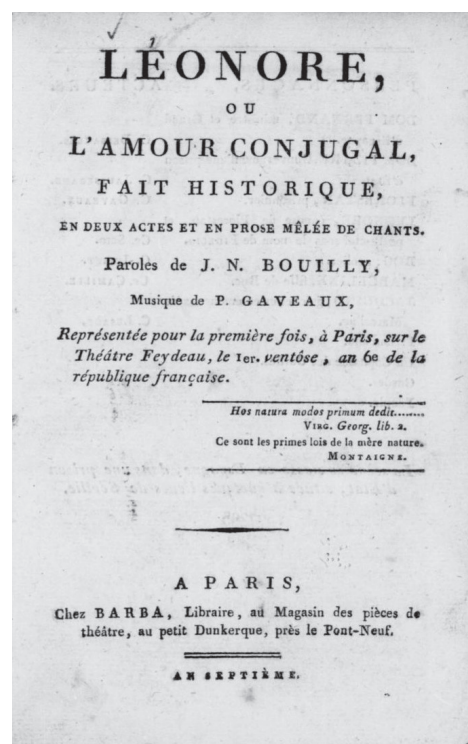 LÉONORE,
OU
L'AMOUR CONJUGAL,
FAIT HISTORIQUE,
EN DEUX ACTES ET EN PROSE MÊLÉE DE CHANTS.
Paroles de J. N. BOUILLY,
Musique de P. GAVEAUX,
Représentée pour la première fois, à Paris, sur le
Théâtre Feydeau, le 1er. ventôse, an 6e de la
république française.
Hos natura modos primum dedit........
VIRG. Georg. lib. 2.
Ce sont les primes lois de la mère nature.
MONTAIGNE.
A PARIS,
Chez BARBA, Libraire, au Magasin des pièces de
théâtre, au petit Dunkerque, près le Pont-Neuf.
AN SEPTIÈME.